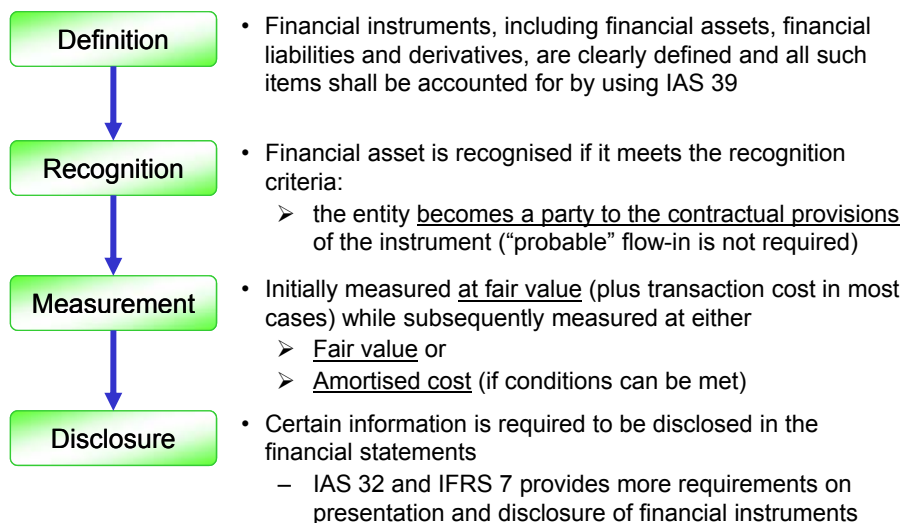 Definition
• Financial instruments, including financial assets, financial
liabilities and derivatives, are clearly defined and all such
items shall be accounted for by using IAS 39
Recognition
• Financial asset is recognised if it meets the recognition
criteria:
➢ the entity becomes a party to the contractual provisions
of the instrument (“probable” flow-in is not required)
Measurement
• Initially measured at fair value (plus transaction cost in most
cases) while subsequently measured at either
➢ Fair value or
➢ Amortised cost (if conditions can be met)
Disclosure
• Certain information is required to be disclosed in the
financial statements
– IAS 32 and IFRS 7 provides more requirements on
presentation and disclosure of financial instruments